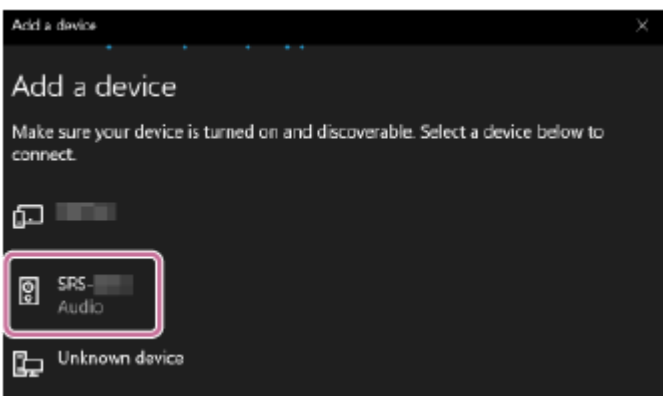 Add a device
Add a device
Make sure your device is turned on and discoverable. Select a device below to
connect.
SRS-
Audio
Unknown device